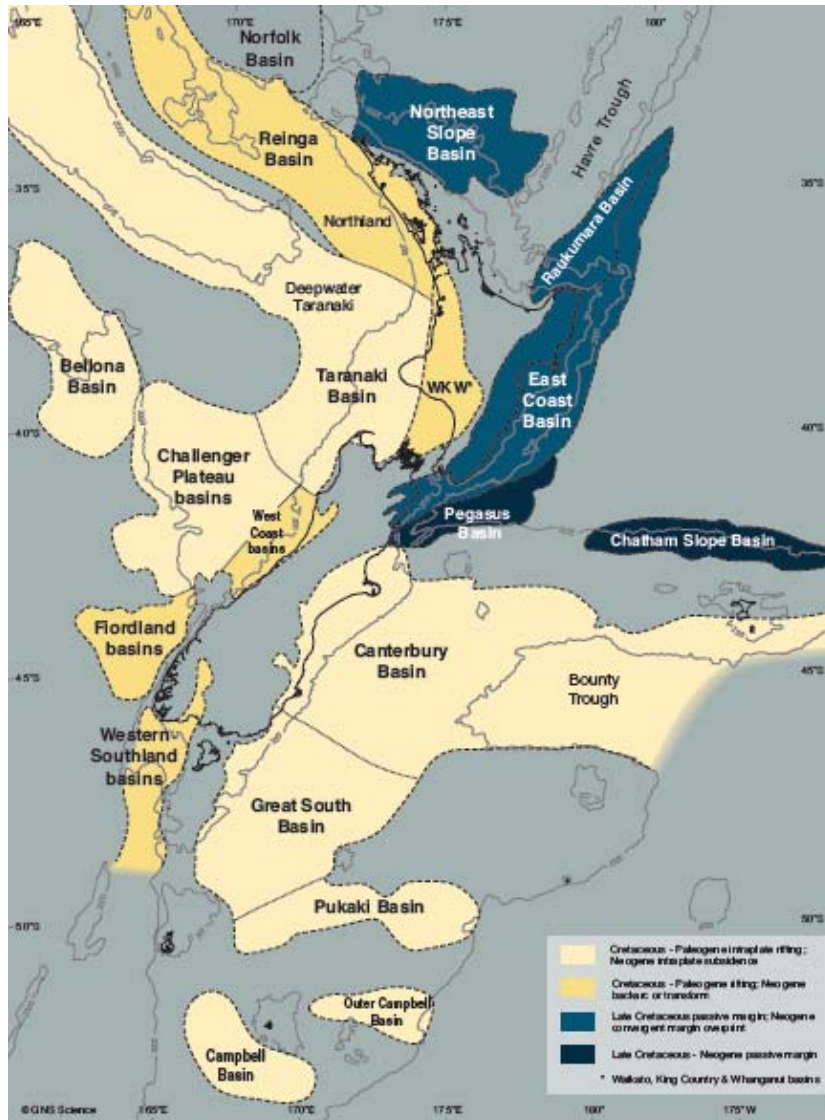 165°E
170°E
175°E
180°
Norfolk
Basin
Northeast
Slope
Basin
Havre Trough
Reinga
Basin
35°S
35°S
Northland
Raukumara Basin
Deepwater
Taranaki
Bellona
Basin
Taranaki
Basin
WKW*
East
Coast
Basin
40°S
40°S
Challenger
Plateau
basins
West
Coast
basins
Pegasus
Basin
Chatham Slope Basin
Fiordland
basins
Canterbury
Basin
45°S
45°S
Bounty
Trough
Western
Southland
basins
Great South
Basin
Pukaki Basin
50°S
50°S
Outer Campbell
Basin
Campbell
Basin
Cretaceous - Paleogene intraplate rifting;
Neogene intraplate subsidence
Cretaceous - Paleogene rifting; Neogene
backarc or transform
Late Cretaceous passive margin; Neogene
convergent margin overprint
Late Cretaceous - Neogene passive margin
* Waikato, King Country & Whanganui basins
©GNS Science
165°E
170°E
175°E
180°
175°W